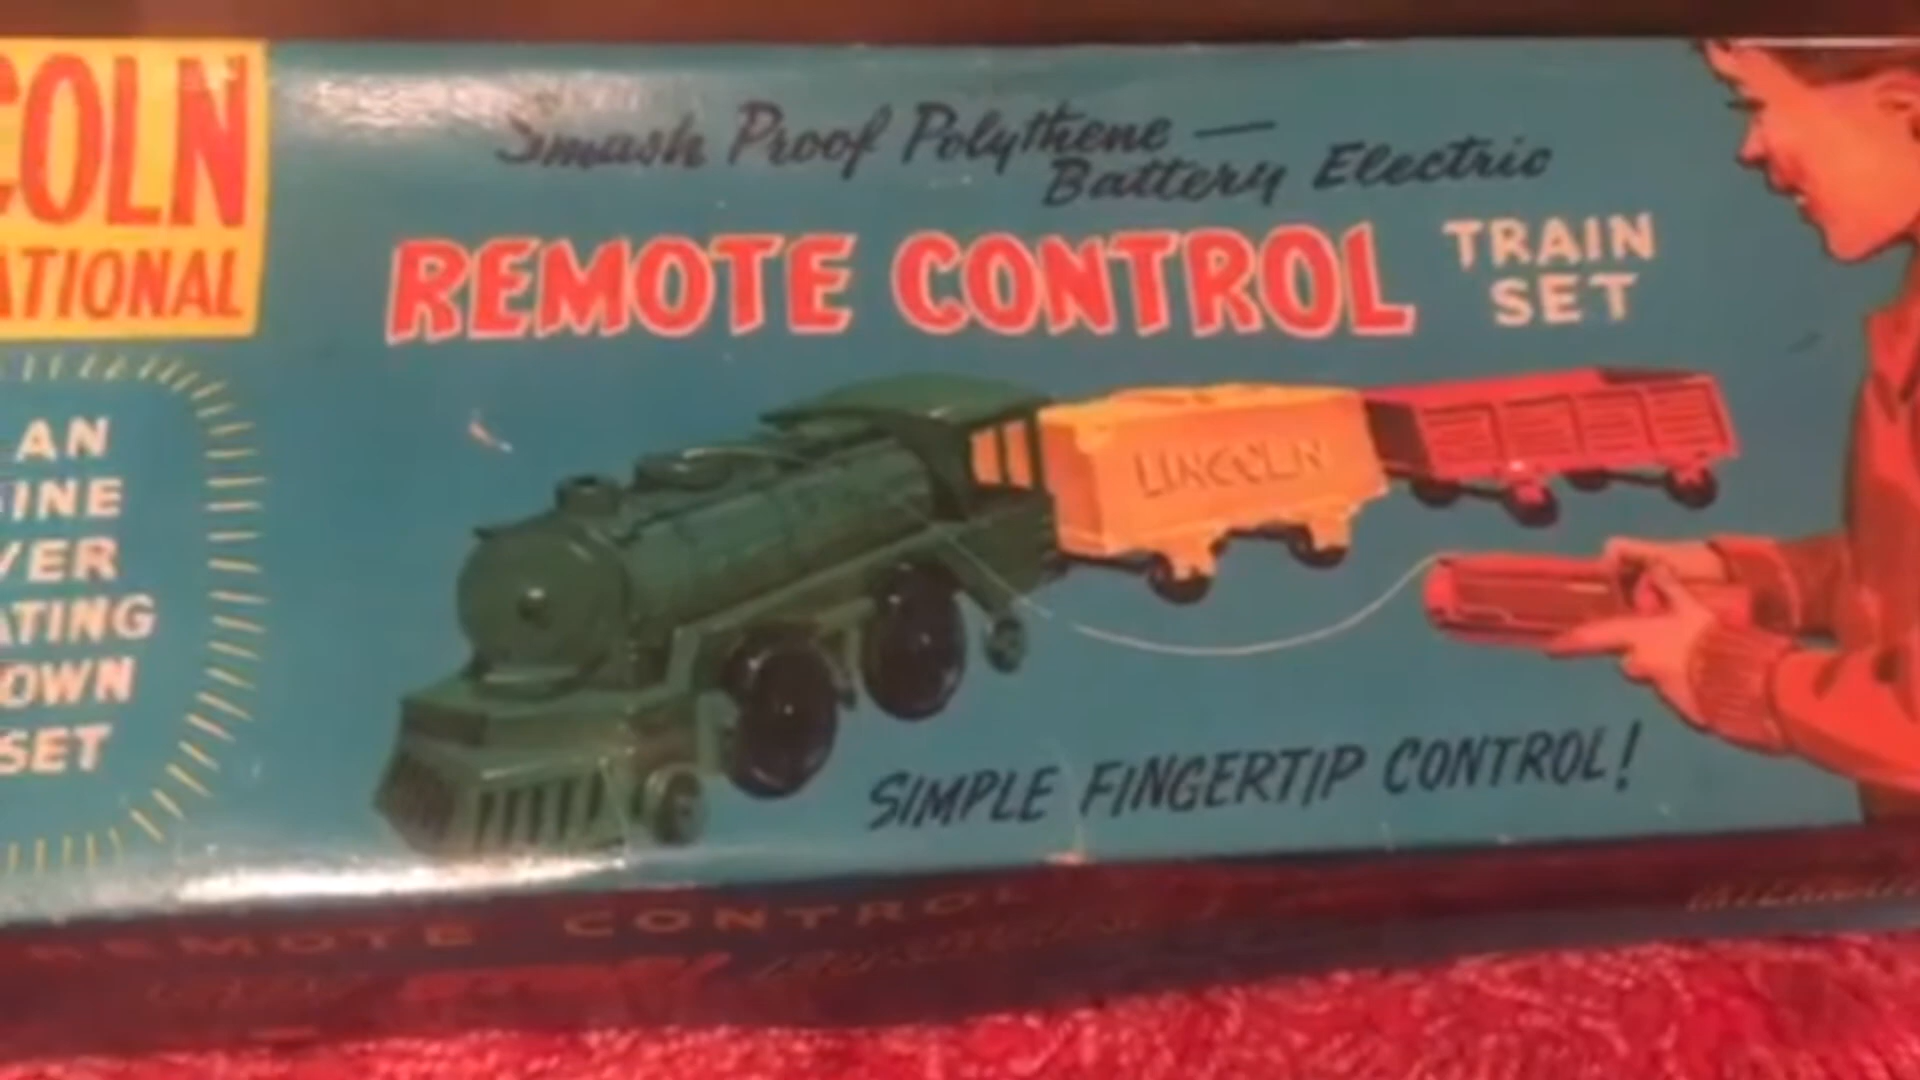 COLN
ATIONAL
Smash Proof Polythene —
Battery Electric
REMOTE CONTROL TRAIN SET
LINCOLN
AN
INE
VER
ATING
OWN
SET
SIMPLE FINGERTIP CONTROL!
REMOTE CONTROL